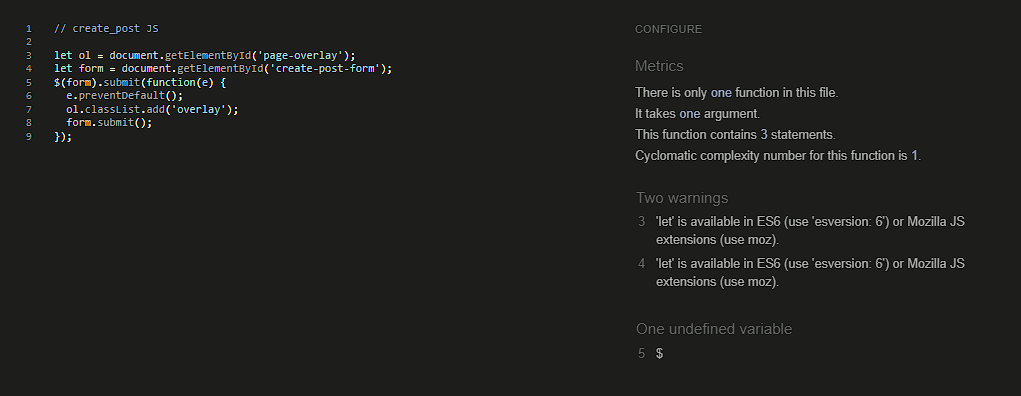 1 // create_post JS
2
3 let ol = document.getElementById('page-overlay');
4 let form = document.getElementById('create-post-form');
5 $(form).submit(function(e) {
6 e.preventDefault();
7 ol.classList.add('overlay');
8 form.submit();
9 });
CONFIGURE
Metrics
There is only one function in this file.
It takes one argument.
This function contains 3 statements.
Cyclomatic complexity number for this function is 1.
Two warnings
3 'let' is available in ES6 (use 'esversion: 6') or Mozilla JS
extensions (use moz).
4 'let' is available in ES6 (use 'esversion: 6') or Mozilla JS
extensions (use moz).
One undefined variable
5 $